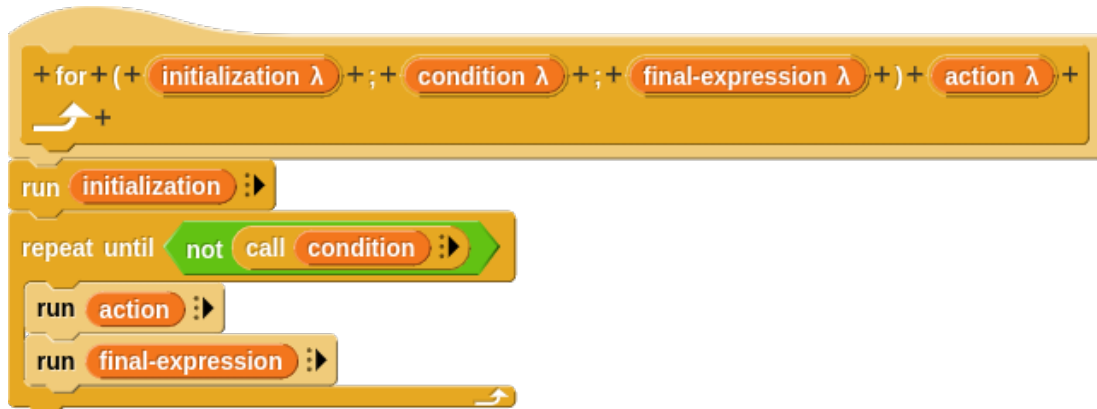 + for + ( + initialization λ + ; + condition λ + ; + final-expression λ + ) + action λ +
+
run initialization
repeat until not call condition
run action
run final-expression